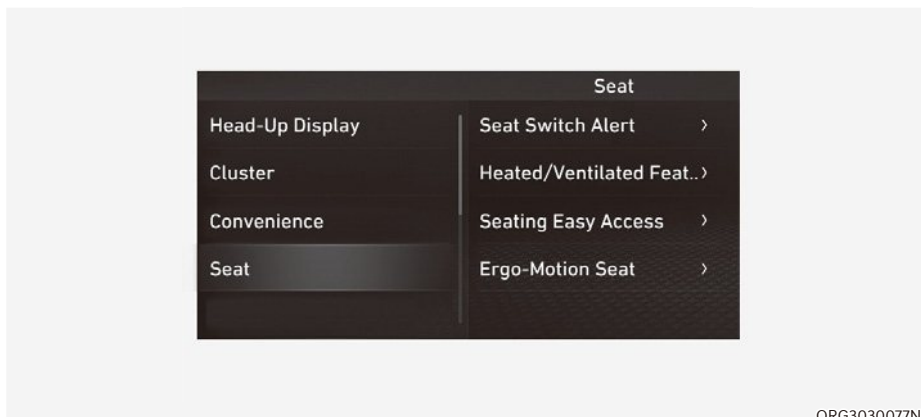 Seat
Head-Up Display
Cluster
Convenience
Seat
Seat Switch Alert >
Heated/Ventilated Feat..>
Seating Easy Access >
Ergo-Motion Seat >
ORG3030077N